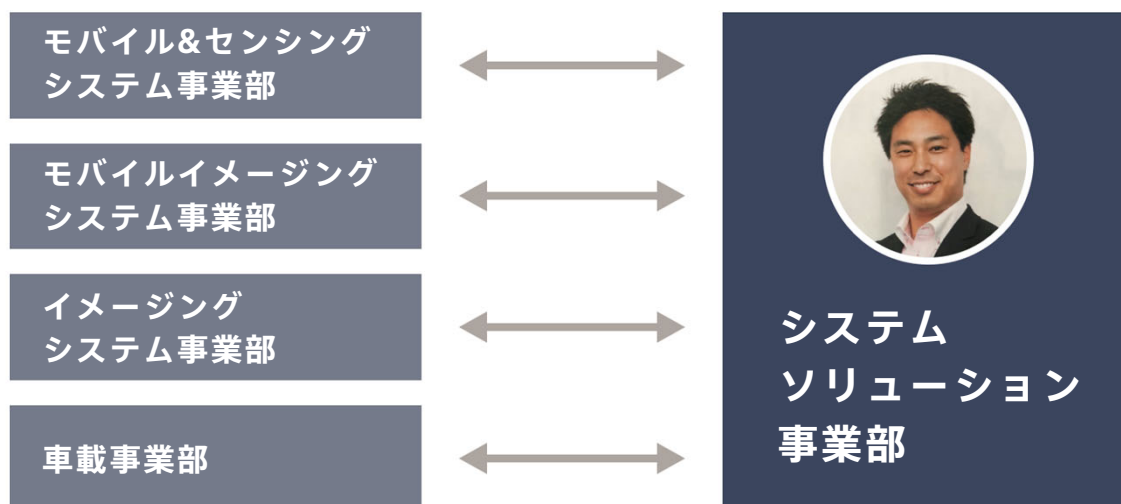 モバイル&センシング
システム事業部
モバイルイメージング
システム事業部
イメージング
システム事業部
車載事業部
システム
ソリューション
事業部